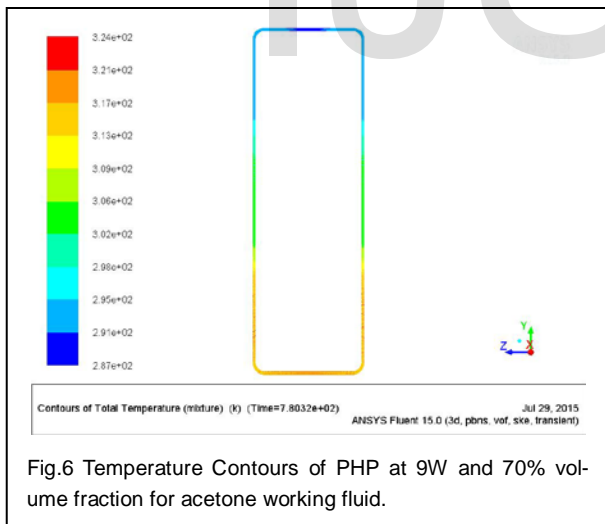 3.24e+02
3.21e+02
3.17e+02
3.13e+02
3.09e+02
3.06e+02
3.02e+02
2.98e+02
2.95e+02
2.91e+02
2.87e+02
Y
Z
X
Contours of Total Temperature (mixture) (k) (Time=7.8032e+02)
Jul 29, 2015
ANSYS Fluent 15.0 (3d, pbns, vof, ske, transient)
Fig.6 Temperature Contours of PHP at 9W and 70% vol-
ume fraction for acetone working fluid.